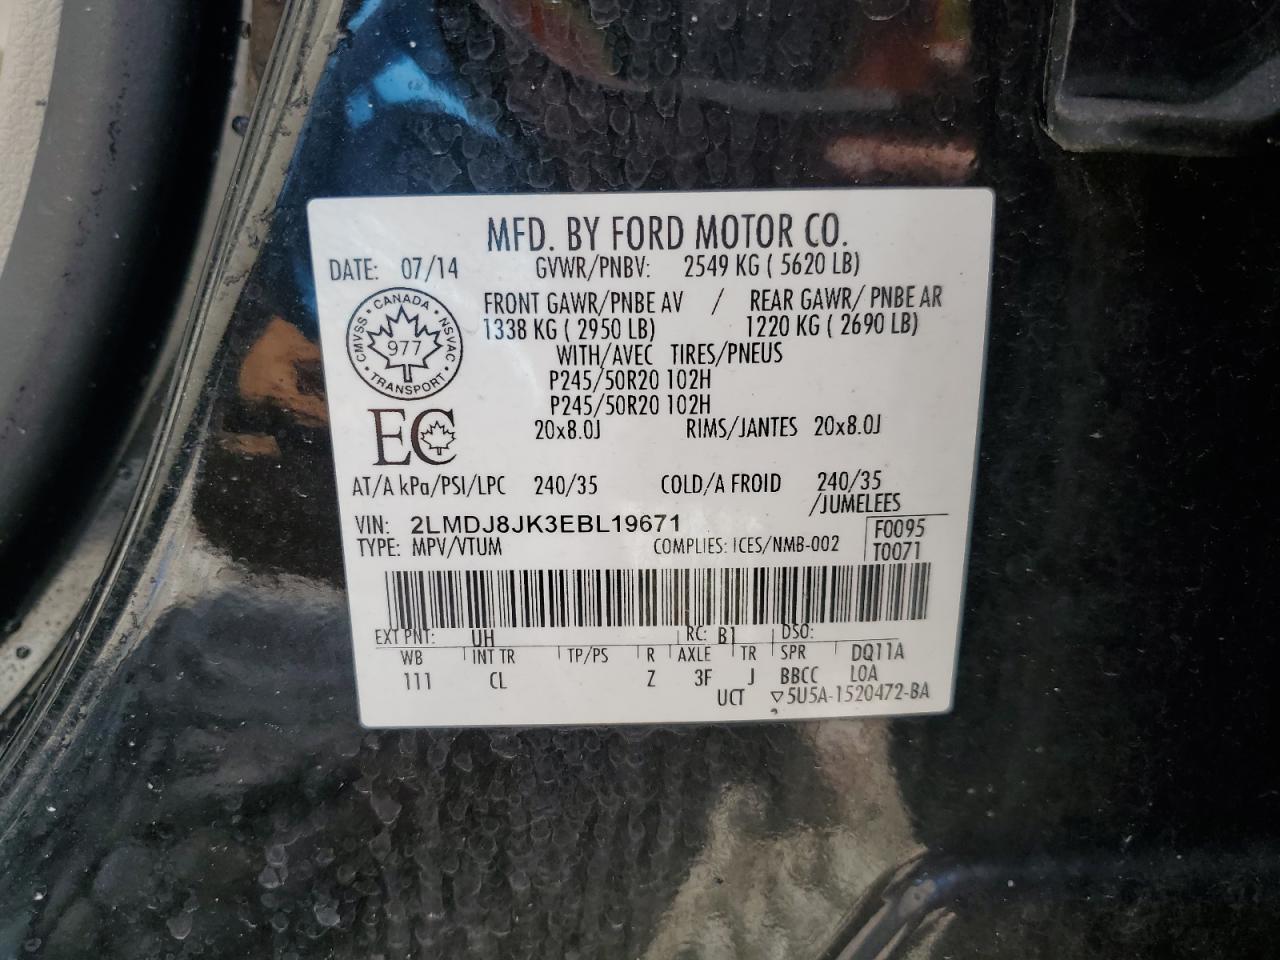 MFD. BY FORD MOTOR CO.
DATE: 07/14 GVWR/PNBV: 2549 KG ( 5620 LB)
FRONT GAWR/PNBE AV / REAR GAWR/ PNBE AR
1338 KG ( 2950 LB) 1220 KG ( 2690 LB)
CMVSS • CANADA • NSVAC • TRANSPORT •
977
WITH/AVEC TIRES/PNEUS
P245/50R20 102H
P245/50R20 102H
EC
20x8.0J RIMS/JANTES 20x8.0J
AT/A kPa/PSI/LPC 240/35 COLD/A FROID 240/35
/JUMELEES
VIN: 2LMDJ8JK3EBL19671 F0095
TYPE: MPV/VTUM COMPLIES: ICES/NMB-002 T0071
EXT PNT: UH RC: B1 DSO:
WB INT TR TP/PS R AXLE TR SPR DQ11A
111 CL Z 3F J BBCC L0A
UCT ▽5U5A-1520472-BA